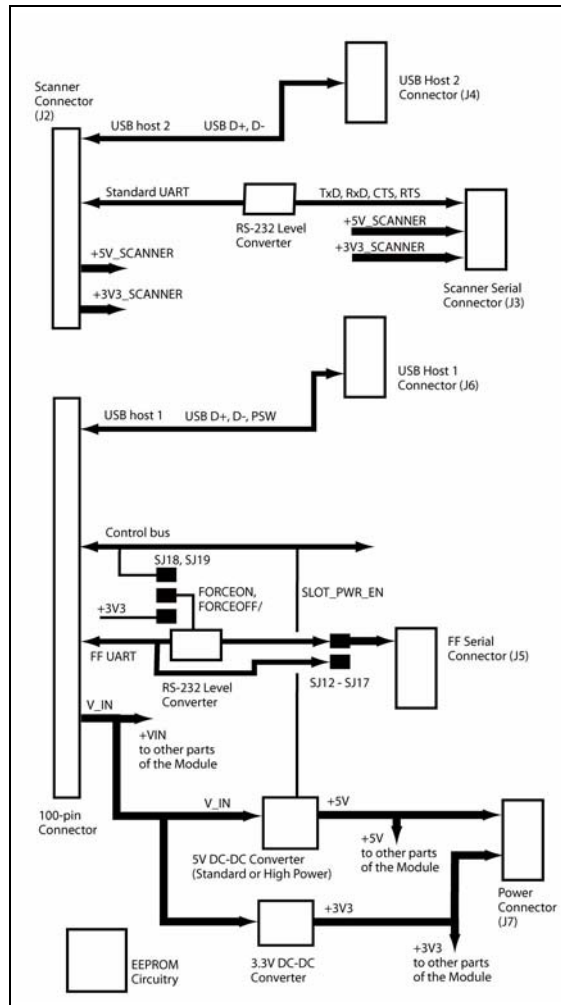 Scanner
Connector
(J2)
USB Host 2
Connector (J4)
USB host 2
USB D+, D-
Standard UART
TxD, RxD, CTS, RTS
RS-232 Level
Converter
+5V_SCANNER
+5V_SCANNER
+3V3_SCANNER
+3V3_SCANNER
Scanner Serial
Connector (J3)
USB Host 1
Connector (J6)
USB host 1
USB D+, D-, PSW
Control bus
SJ18, SJ19
FORCEON,
FORCEOFF/
SLOT_PWR_EN
+3V3
FF UART
RS-232 Level
Converter
SJ12 - SJ17
FF Serial
Connector (J5)
V_IN
+VIN
to other parts
of the Module
100-pin
Connector
V_IN
+5V
5V DC-DC Converter
(Standard or High Power)
+5V
to other parts
of the Module
Power
Connector
(J7)
+3V3
3.3V DC-DC
Converter
+3V3
to other parts
of the Module
EEPROM
Circuitry